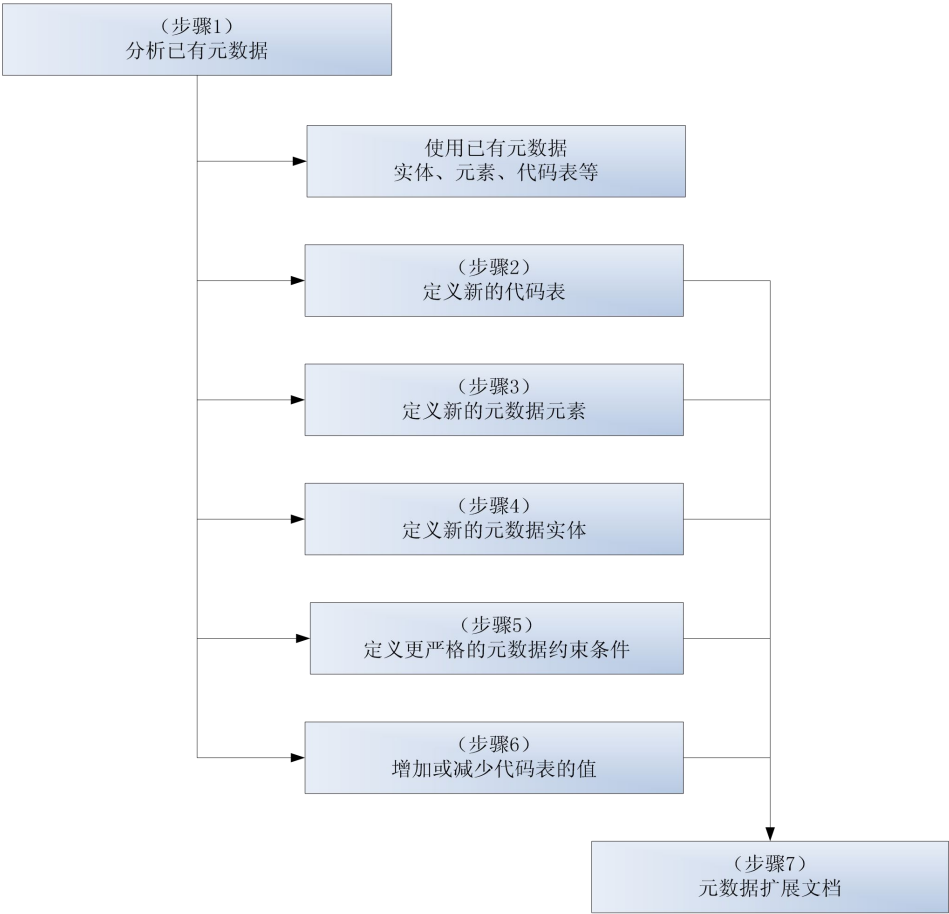 （步骤1）
分析已有元数据
使用已有元数据
实体、元素、代码表等
（步骤2）
定义新的代码表
（步骤3）
定义新的元数据元素
（步骤4）
定义新的元数据实体
（步骤5）
定义更严格的元数据约束条件
（步骤6）
增加或减少代码表的值
（步骤7）
元数据扩展文档